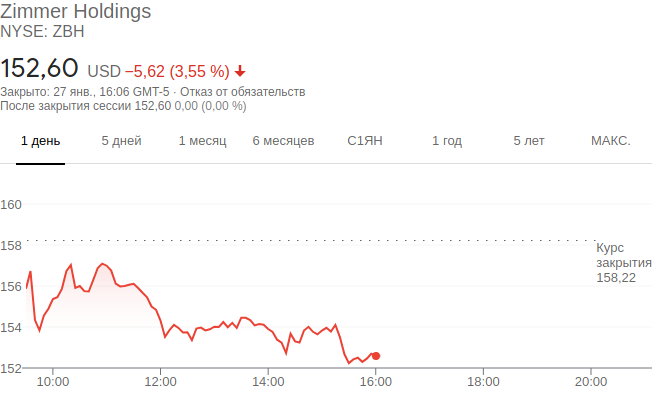 Zimmer Holdings
NYSE: ZBH
152,60 USD −5,62 (3,55 %)
Закрыто: 27 янв., 16:06 GMT-5 · Отказ от обязательств
После закрытия сессии 152,60 0,00 (0,00 %)
1 день 5 дней 1 месяц 6 месяцев С1ЯН 1 год 5 лет МАКС.
160
158
Курс
закрытия
158,22
156
154
152
10:00 12:00 14:00 16:00 18:00 20:00